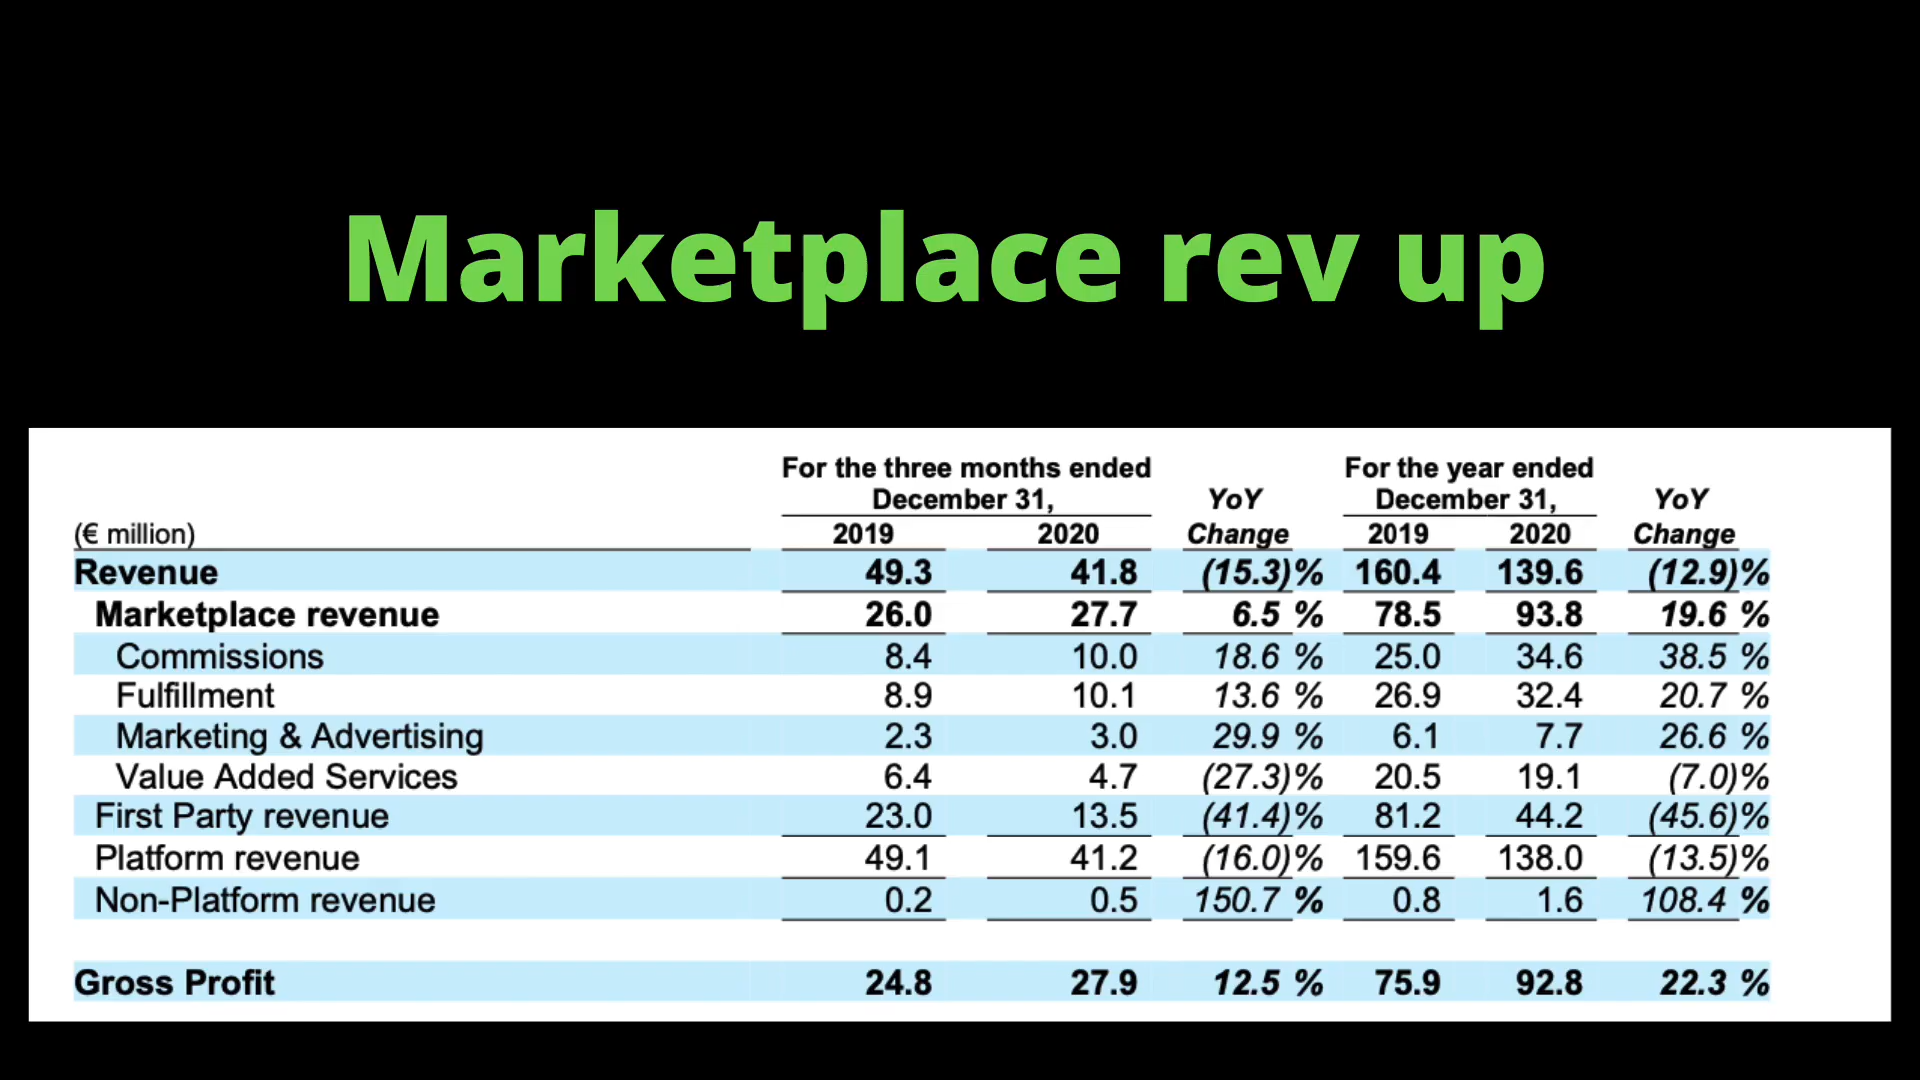 Marketplace rev up
For the three months ended For the year ended
December 31, YoY December 31, YoY
(€ million) 2019 2020 Change 2019 2020 Change
Revenue 49.3 41.8 (15.3)% 160.4 139.6 (12.9)%
Marketplace revenue 26.0 27.7 6.5 % 78.5 93.8 19.6 %
Commissions 8.4 10.0 18.6 % 25.0 34.6 38.5 %
Fulfillment 8.9 10.1 13.6 % 26.9 32.4 20.7 %
Marketing & Advertising 2.3 3.0 29.9 % 6.1 7.7 26.6 %
Value Added Services 6.4 4.7 (27.3)% 20.5 19.1 (7.0)%
First Party revenue 23.0 13.5 (41.4)% 81.2 44.2 (45.6)%
Platform revenue 49.1 41.2 (16.0)% 159.6 138.0 (13.5)%
Non-Platform revenue 0.2 0.5 150.7 % 0.8 1.6 108.4 %
Gross Profit 24.8 27.9 12.5 % 75.9 92.8 22.3 %